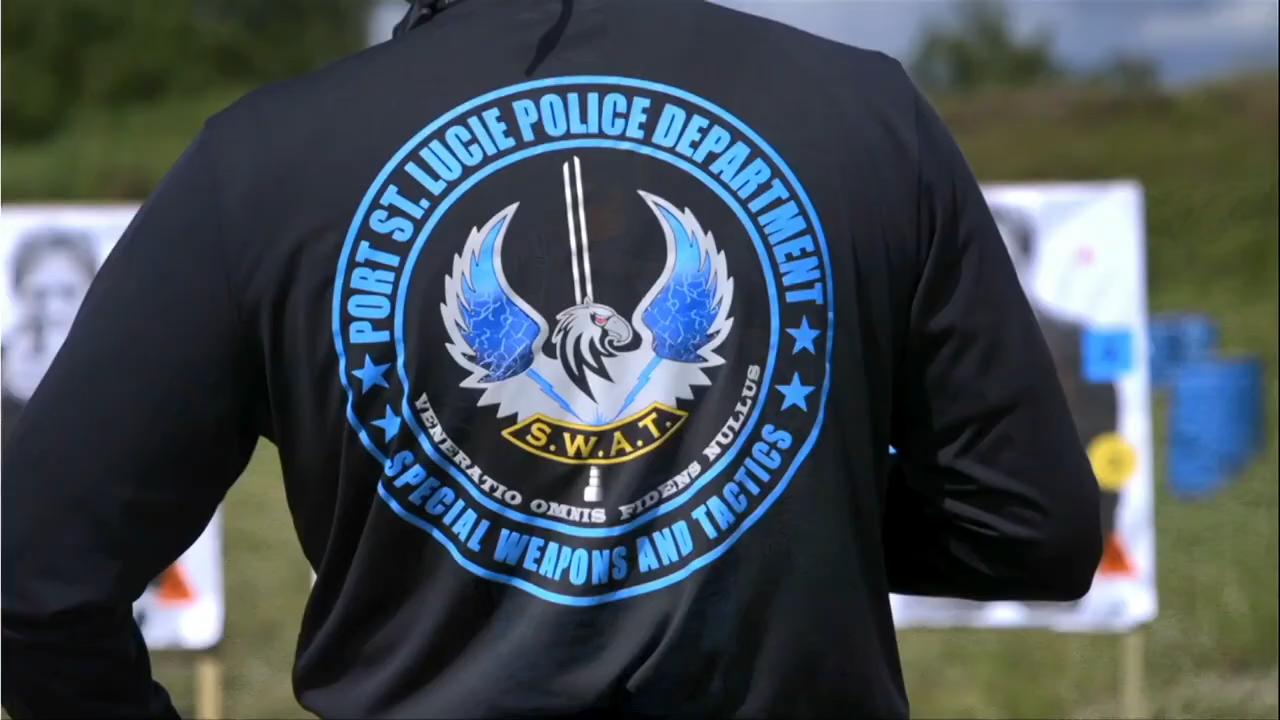 PORT ST. LUCIE POLICE DEPARTMENT
S.W.A.T.
VENERATIO OMNIS FIDENS NULLUS
SPECIAL WEAPONS AND TACTICS